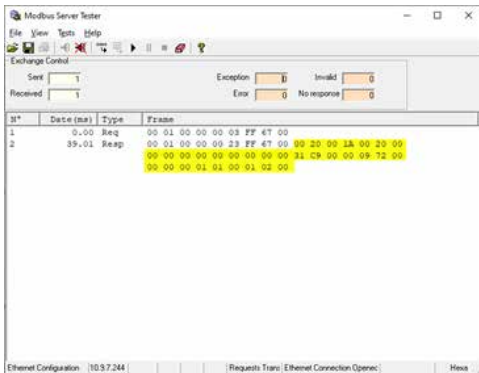 Modbus Server Tester
File View Tests Help
Exchange Control
Sent 1 Exception 0 Invalid 0
Received 1 Error 0 No response 0
N° Date(ms) Type Frame
1 0.00 Req 00 01 00 00 00 03 FF 67 00
2 39.01 Resp 00 01 00 00 00 23 FF 67 00 00 20 00 1A 00 20 00
00 00 00 00 00 00 00 00 00 00 31 C9 00 00 09 72 00
00 00 00 01 01 00 01 02 00
Ethernet Configuration 10.9.7.244 Requests Trans Ethernet Connection Openec Hexa